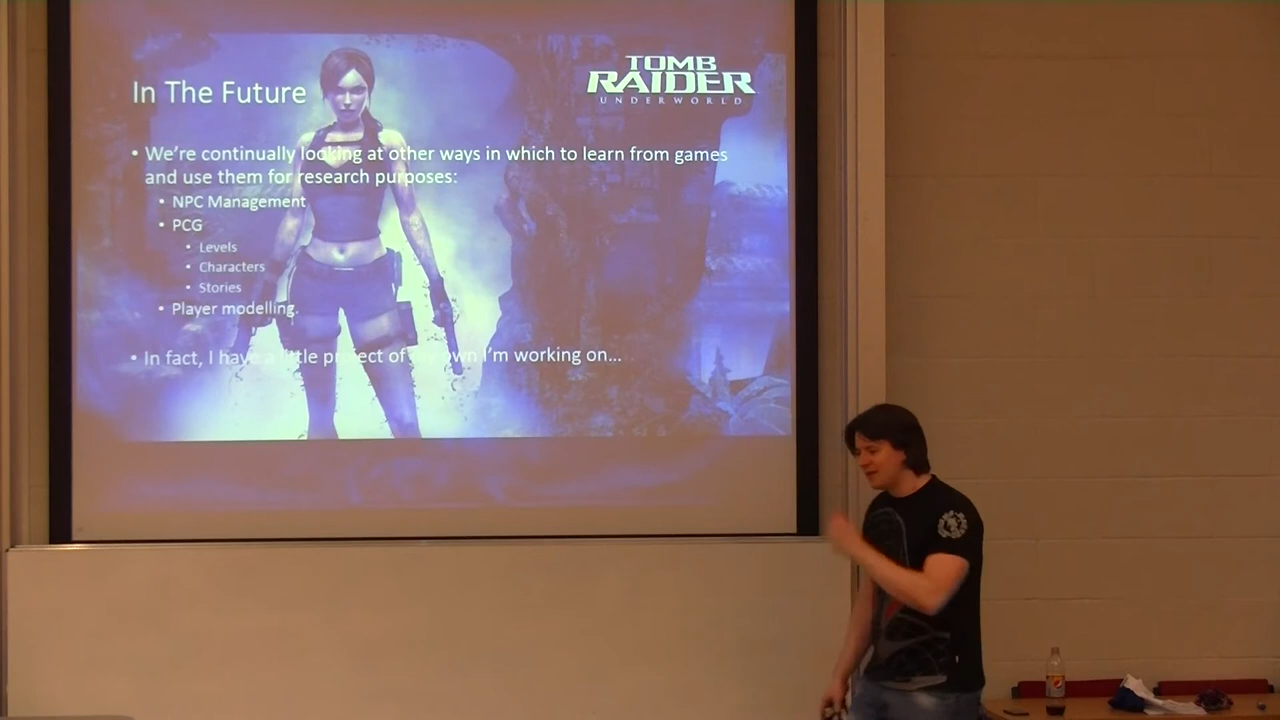 TOMB
RAIDER
UNDERWORLD
In The Future
• We're continually looking at other ways in which to learn from games
and use them for research purposes:
• NPC Management
• PCG
• Levels
• Characters
• Stories
• Player modelling.
• In fact, I have a little project of my own I'm working on...